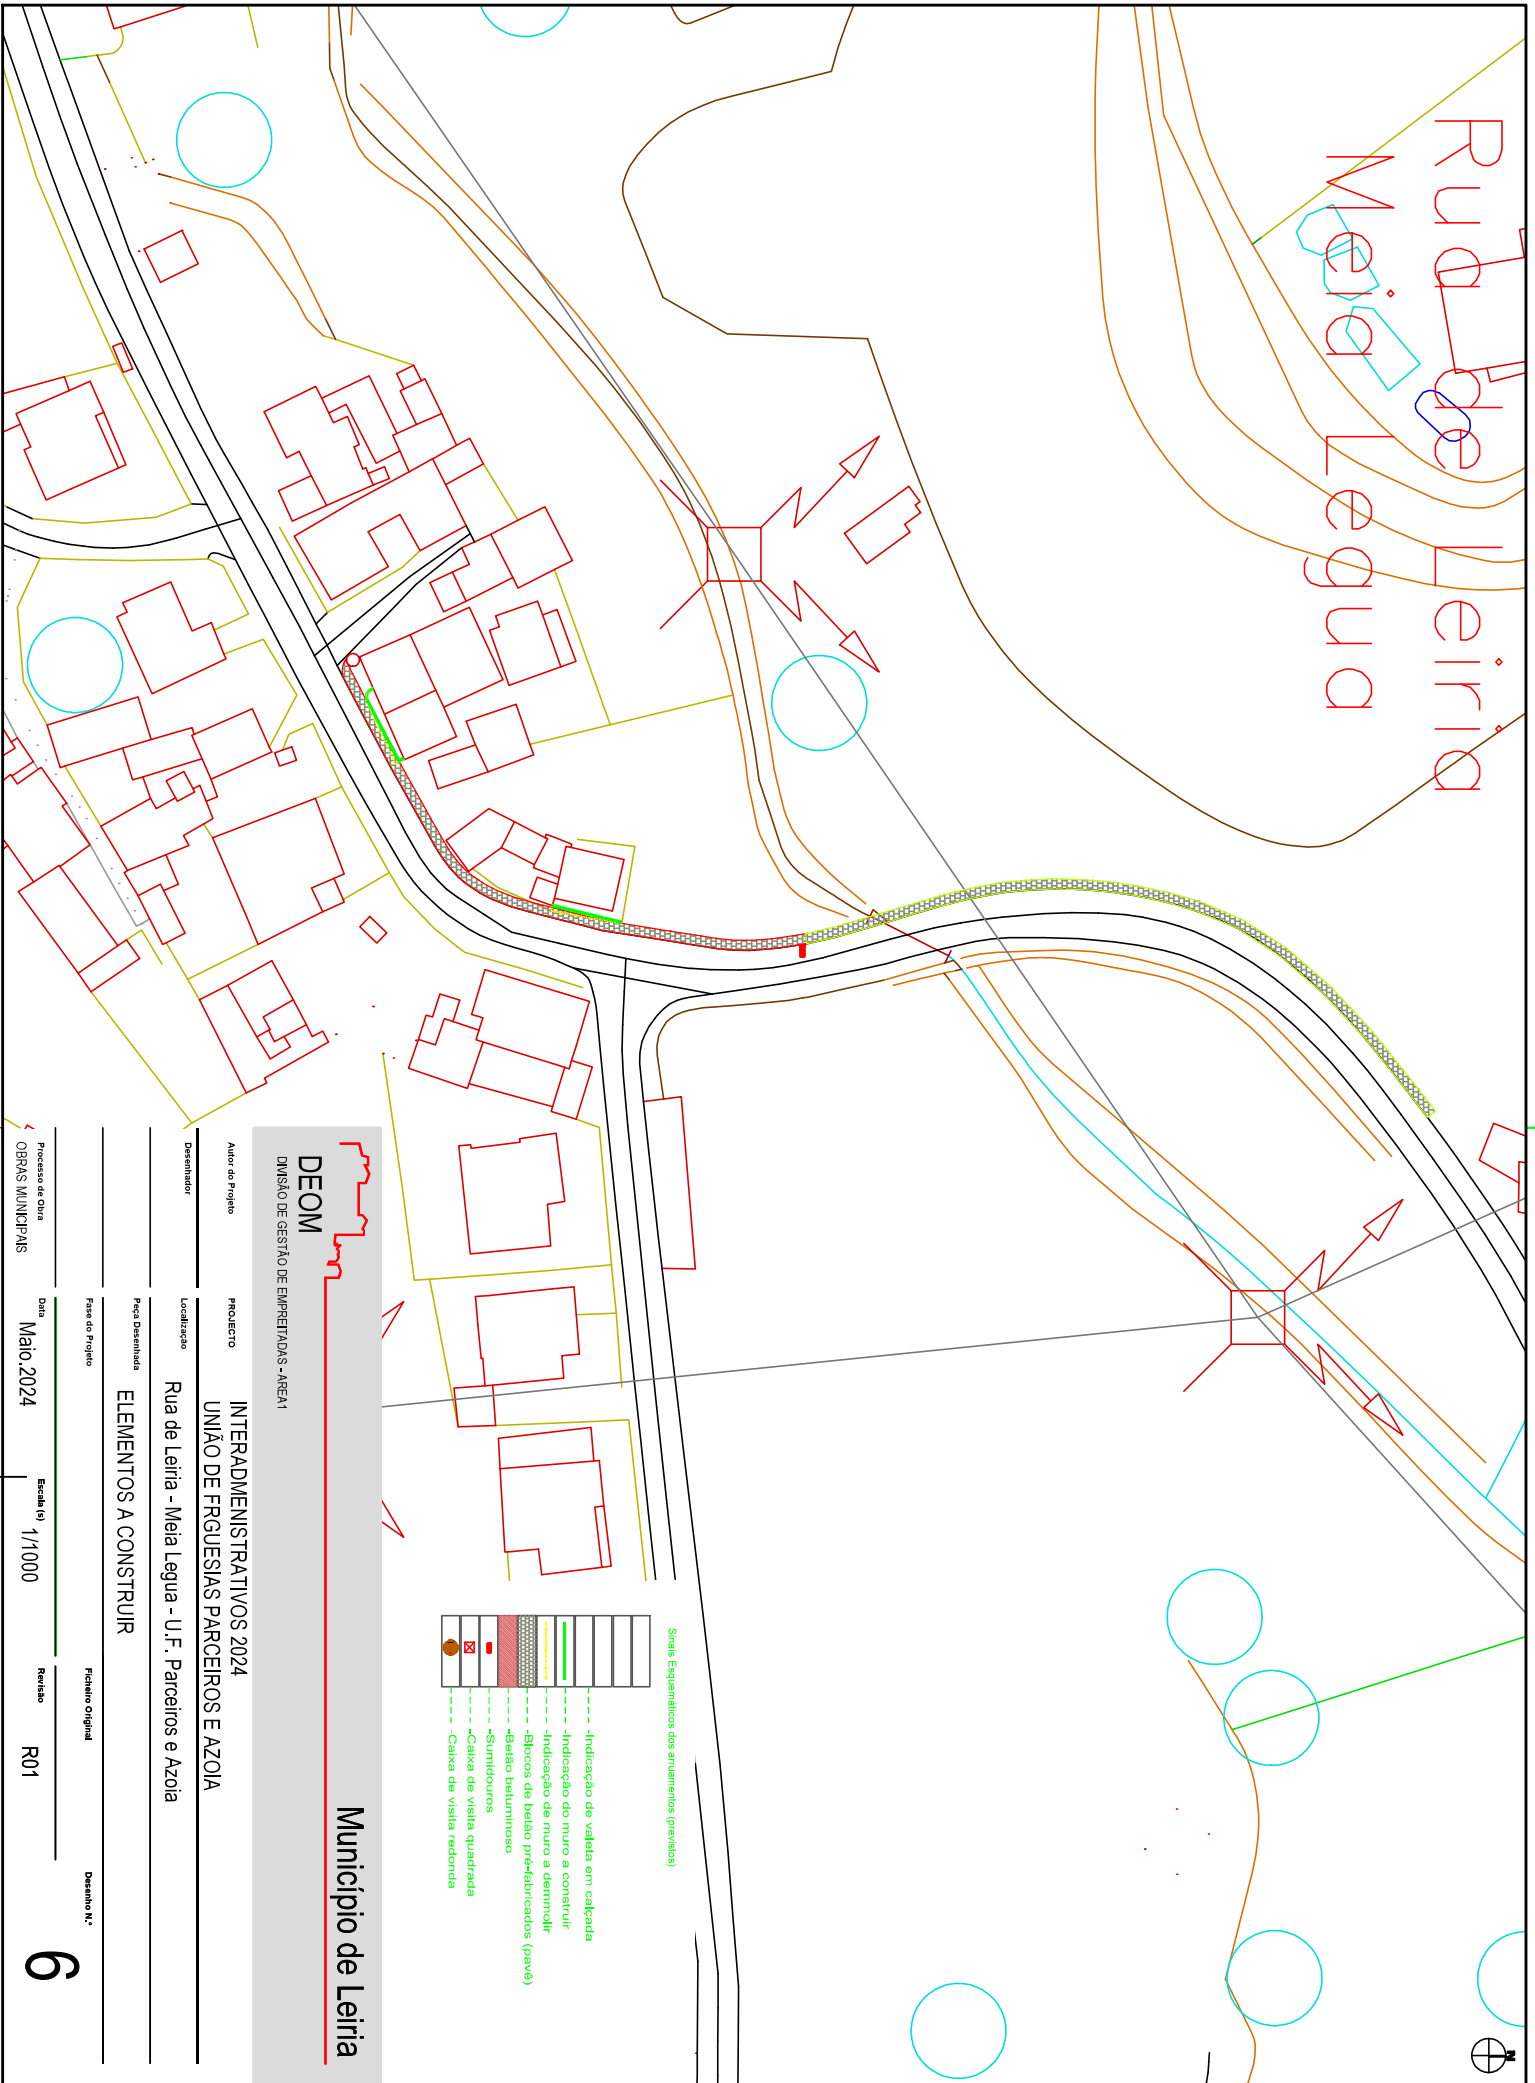 Rua de Leiria
Meia Legua
Sinais Esquemáticos dos arruamentos (previstos)
Indicação de valeta em calçada
Indicação do muro a construir
Indicação de muro a demmolir
Blocos de betão pré-fabricados (pavé)
Betão betuminoso
Sumidouros
Caixa de visita quadrada
Caixa de visita redonda
Município de Leiria
DEOM
DIVISÃO DE GESTÃO DE EMPREITADAS - AREA1
Autor do Projeto
PROJECTO
INTERADMENISTRATIVOS 2024
UNIÃO DE FRGUESIAS PARCEIROS E AZOIA
Desenhador
Localização
Rua de Leiria - Meia Legua - U.F. Parceiros e Azoia
Peça Desenhada
ELEMENTOS A CONSTRUIR
Fase do Projeto
Ficheiro Original
Desenho N.º
6
Processo de Obra
OBRAS MUNICIPAIS
Data
Maio.2024
Escala (s)
1/1000
Revisão
R01
N